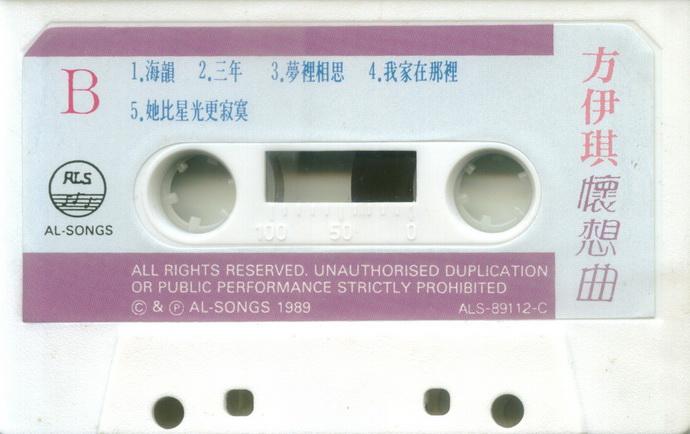 B
1.海韻 2.三年 3.夢裡相思 4.我家在那裡
5.她比星光更寂寞
ALS
AL-SONGS
100 50 0
方伊琪
懷想曲
ALL RIGHTS RESERVED. UNAUTHORISED DUPLICATION
OR PUBLIC PERFORMANCE STRICTLY PROHIBITED
© & ℗ AL-SONGS 1989
ALS-89112-C